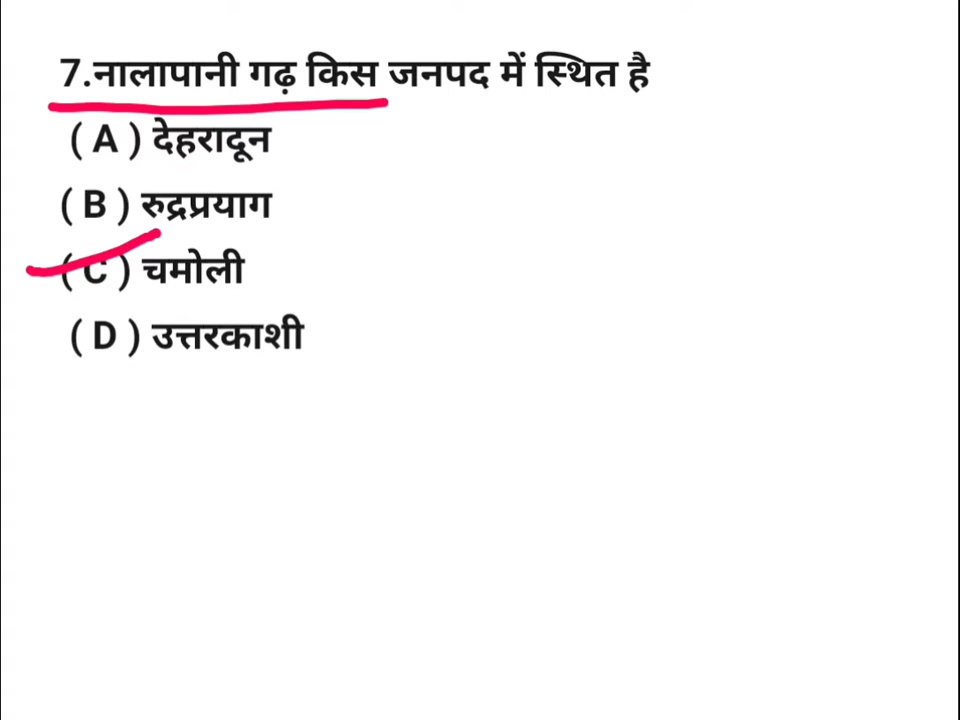 7.नालापानी गढ़ किस जनपद में स्थित है
( A ) देहरादून
( B ) रुद्रप्रयाग
( C ) चमोली
( D ) उत्तरकाशी